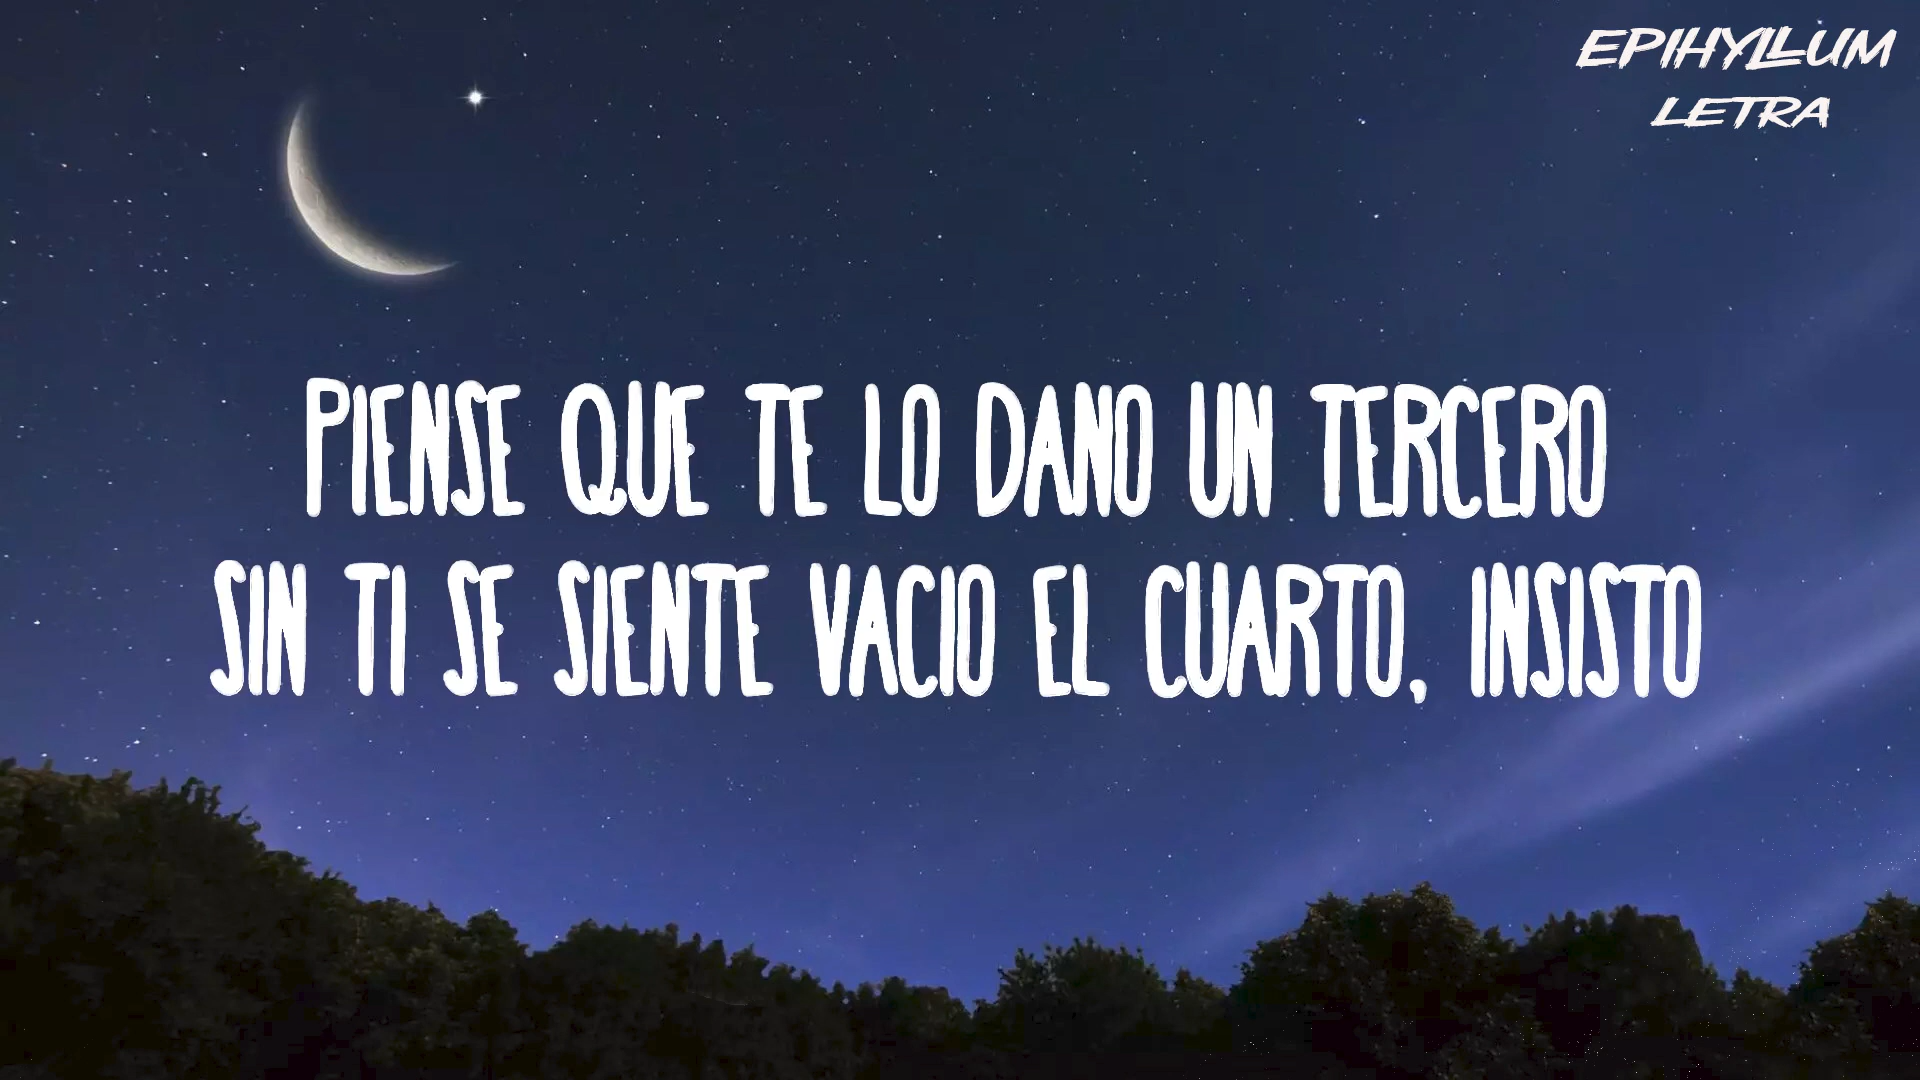 EPIHYLLUM
LETRA
PIENSE QUE TE LO DANO UN TERCERO
SIN TI SE SIENTE VACIO EL CUARTO, INSISTO